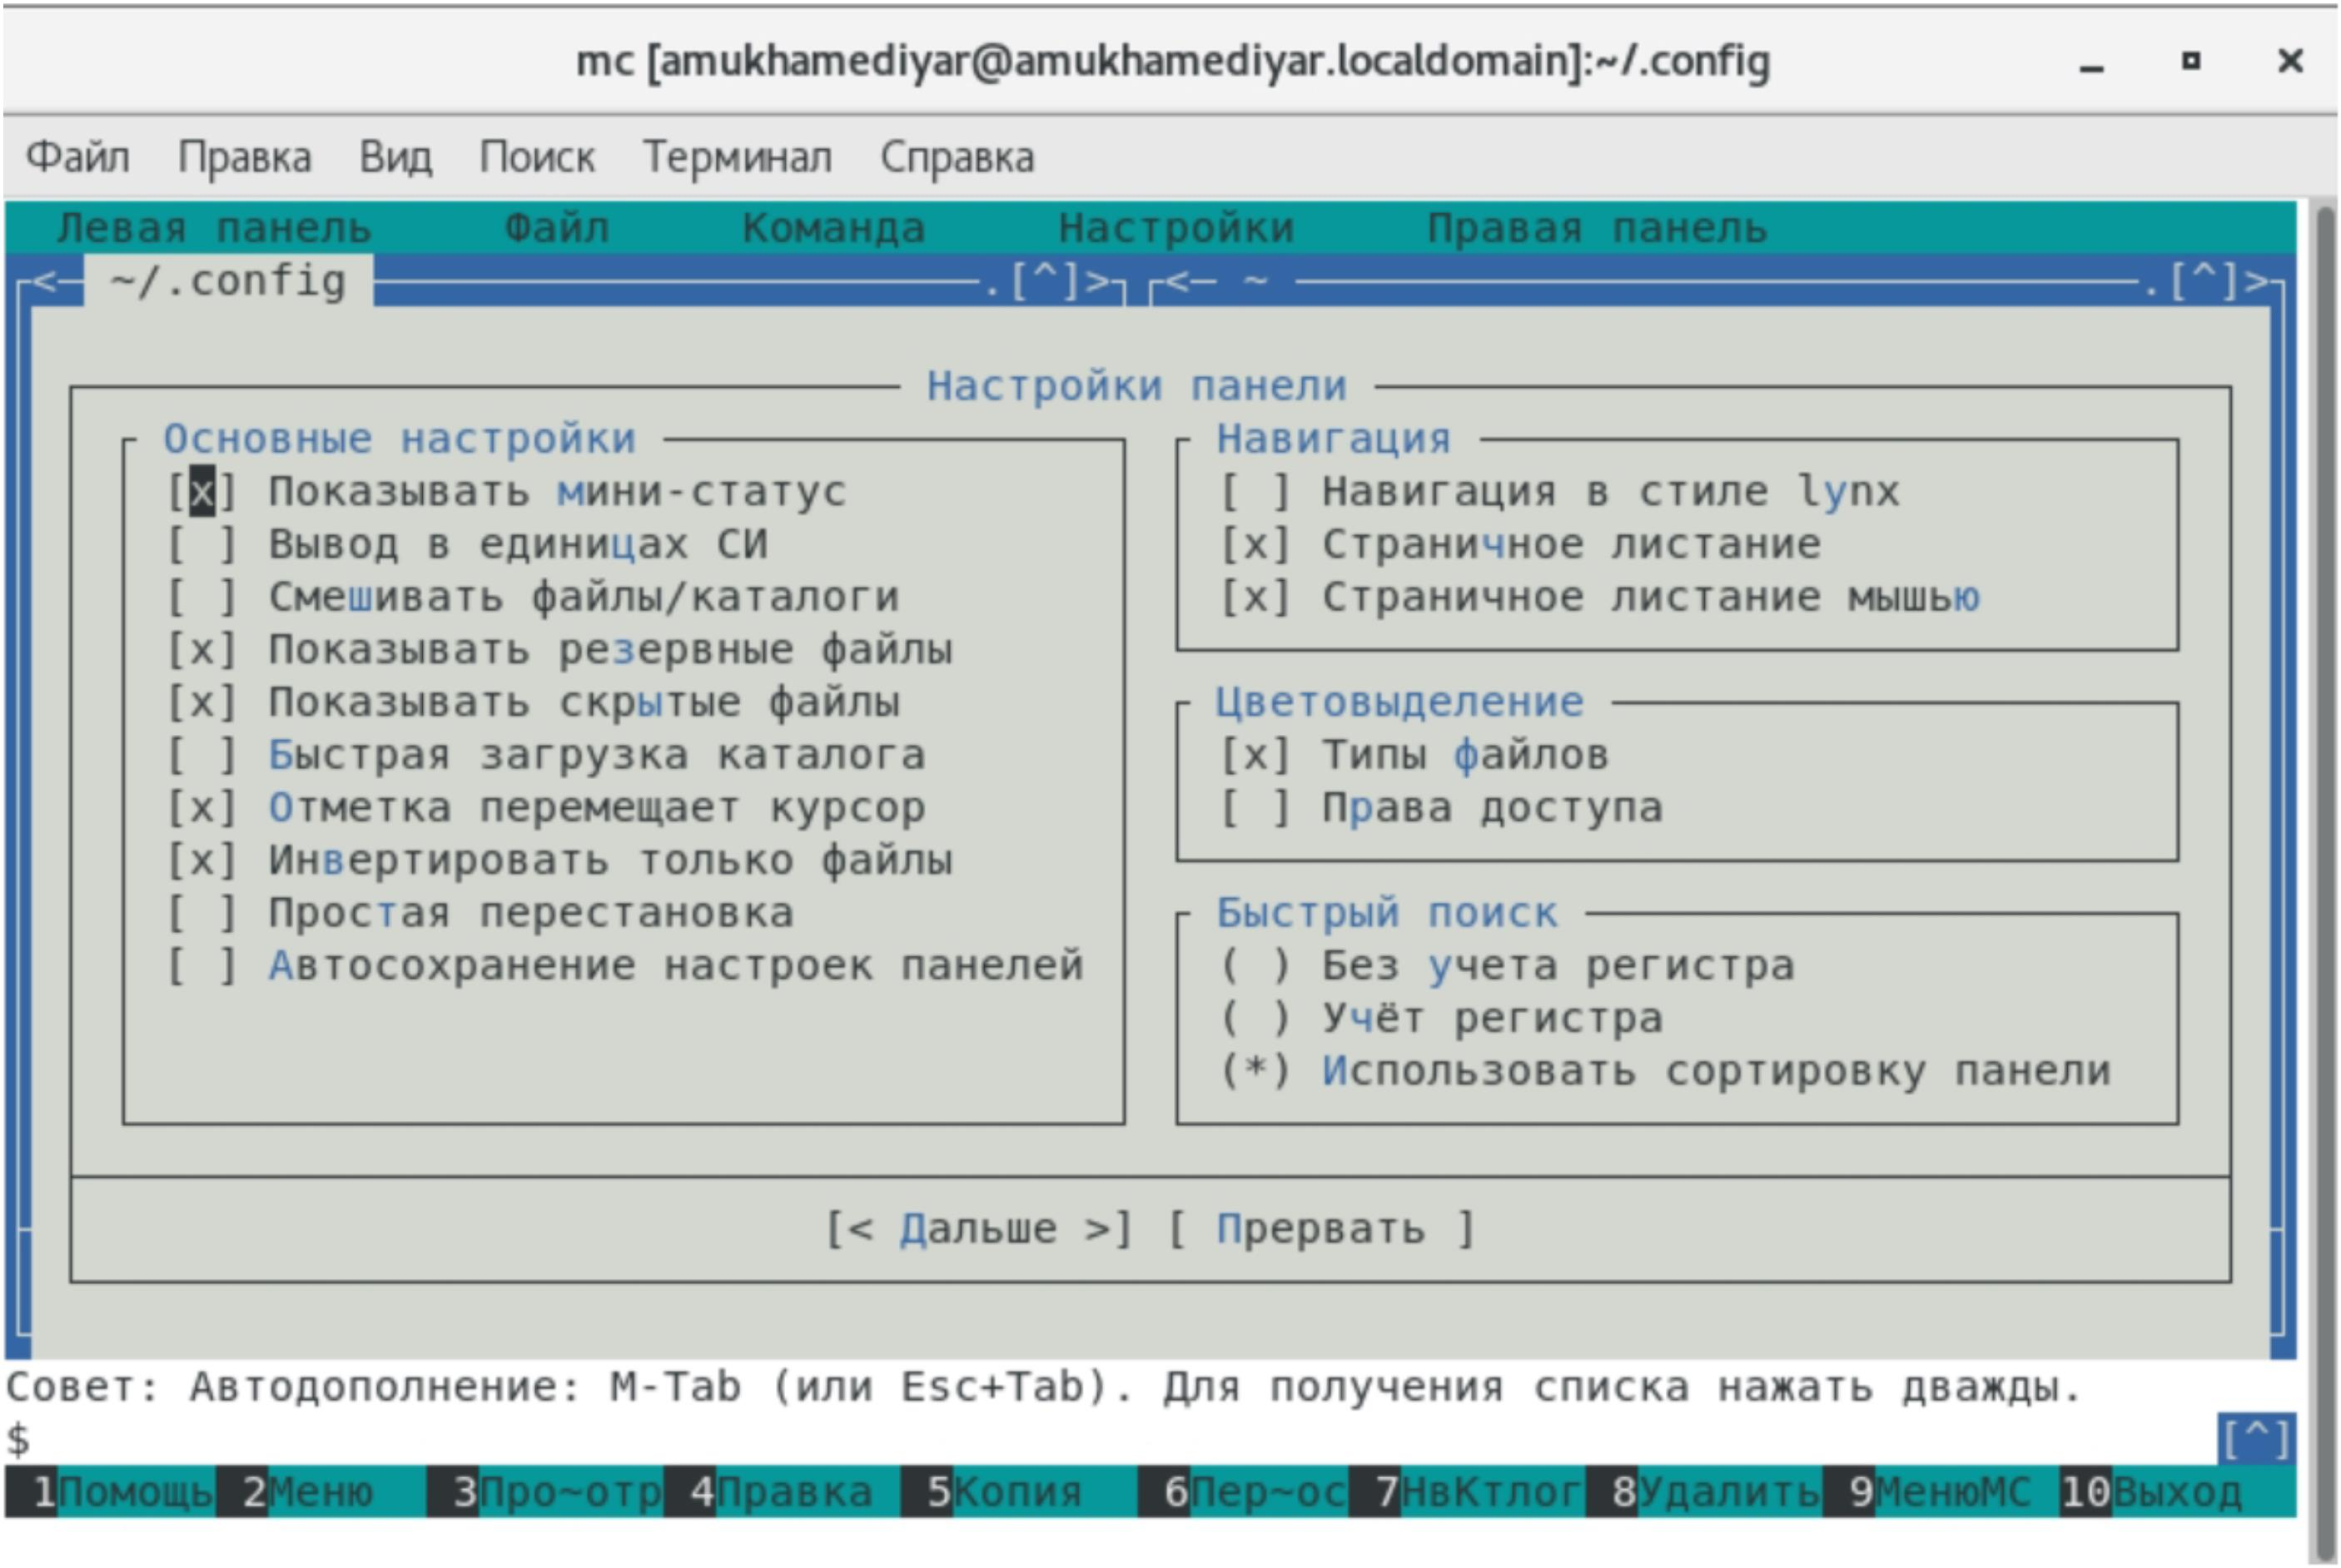 mc [amukhamediyar@amukhamediyar.localdomain]:~/.config
Файл Правка Вид Поиск Терминал Справка
Левая панель Файл Команда Настройки Правая панель
<─ ~/.config .[^]> <─ ~ .[^]>
Настройки панели
Основные настройки
[x] Показывать мини-статус
[ ] Вывод в единицах СИ
[ ] Смешивать файлы/каталоги
[x] Показывать резервные файлы
[x] Показывать скрытые файлы
[ ] Быстрая загрузка каталога
[x] Отметка перемещает курсор
[x] Инвертировать только файлы
[ ] Простая перестановка
[ ] Автосохранение настроек панелей
Навигация
[ ] Навигация в стиле lynx
[x] Страничное листание
[x] Страничное листание мышью
Цветовыделение
[x] Типы файлов
[ ] Права доступа
Быстрый поиск
( ) Без учета регистра
( ) Учёт регистра
(*) Использовать сортировку панели
[< Дальше >] [ Прервать ]
Совет: Автодополнение: M-Tab (или Esc+Tab). Для получения списка нажать дважды.
$ [^]
1Помощь 2Меню 3Про~отр 4Правка 5Копия 6Пер~ос 7НвКтлог 8Удалить 9МенюМС 10Выход